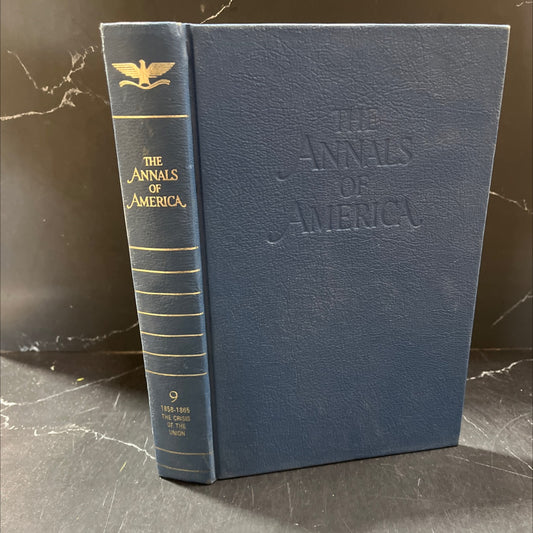 THE
ANNALS
OF
AMERICA
9
1858-1865
THE CRISIS
OF THE
UNION
THE
ANNALS
OF
AMERICA